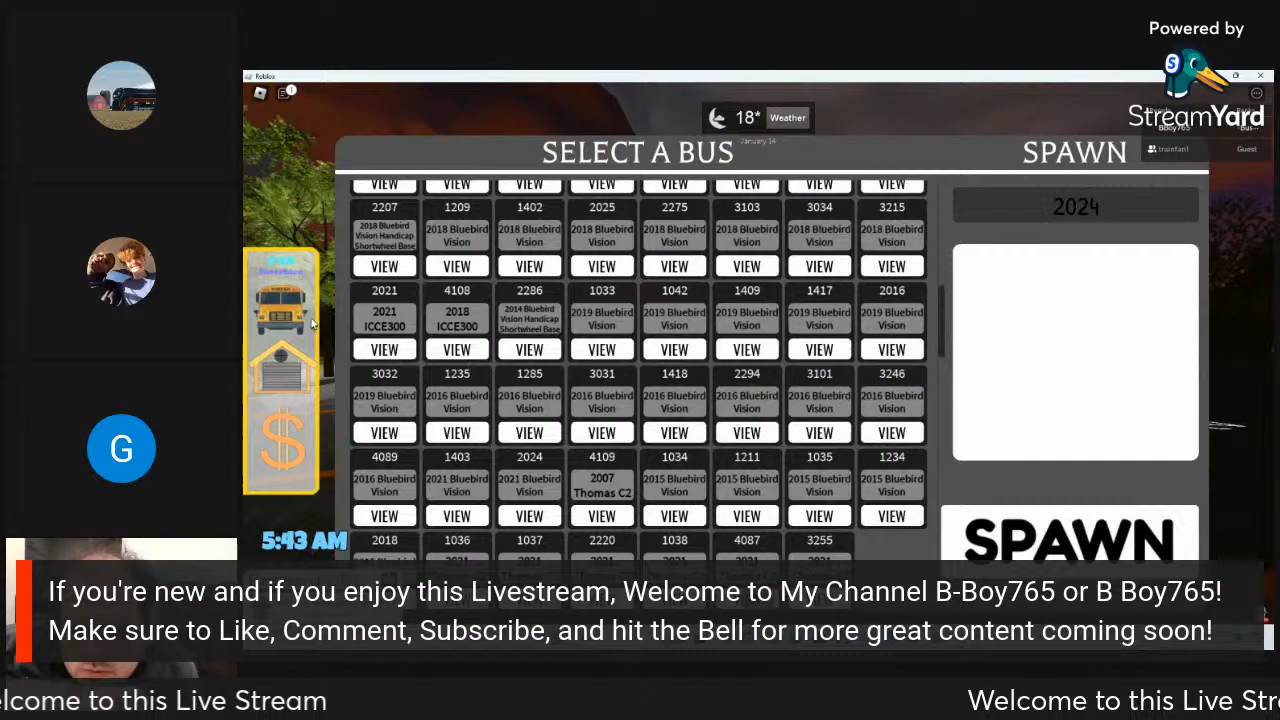 Powered by
StreamYard
Roblox
1
18* Weather
January 14
BBoy765 Bus...
trainfan1 Guest
SELECT A BUS SPAWN
VIEW VIEW VIEW VIEW VIEW VIEW VIEW VIEW
2207 1209 1402 2025 2275 3103 3034 3215
2018 Bluebird Vision Handicap Shortwheel Base 2018 Bluebird Vision 2018 Bluebird Vision 2018 Bluebird Vision 2018 Bluebird Vision 2018 Bluebird Vision 2018 Bluebird Vision 2018 Bluebird Vision
VIEW VIEW VIEW VIEW VIEW VIEW VIEW VIEW
2021 4108 2286 1033 1042 1409 1417 2016
2021 ICCE300 2018 ICCE300 2014 Bluebird Vision Handicap Shortwheel Base 2019 Bluebird Vision 2019 Bluebird Vision 2019 Bluebird Vision 2019 Bluebird Vision 2019 Bluebird Vision
VIEW VIEW VIEW VIEW VIEW VIEW VIEW VIEW
3032 1235 1285 3031 1418 2294 3101 3246
2019 Bluebird Vision 2016 Bluebird Vision 2016 Bluebird Vision 2016 Bluebird Vision 2016 Bluebird Vision 2016 Bluebird Vision 2016 Bluebird Vision 2016 Bluebird Vision
VIEW VIEW VIEW VIEW VIEW VIEW VIEW VIEW
4089 1403 2024 4109 1034 1211 1035 1234
2016 Bluebird Vision 2021 Bluebird Vision 2021 Bluebird Vision 2007 Thomas C2 2015 Bluebird Vision 2015 Bluebird Vision 2015 Bluebird Vision 2015 Bluebird Vision
VIEW VIEW VIEW VIEW VIEW VIEW VIEW VIEW
2018 1036 1037 2220 1038 4087 3255
2024
SPAWN
$
G
5:43 AM
If you're new and if you enjoy this Livestream, Welcome to My Channel B-Boy765 or B Boy765!
Make sure to Like, Comment, Subscribe, and hit the Bell for more great content coming soon!
elcome to this Live Stream Welcome to this Live Str